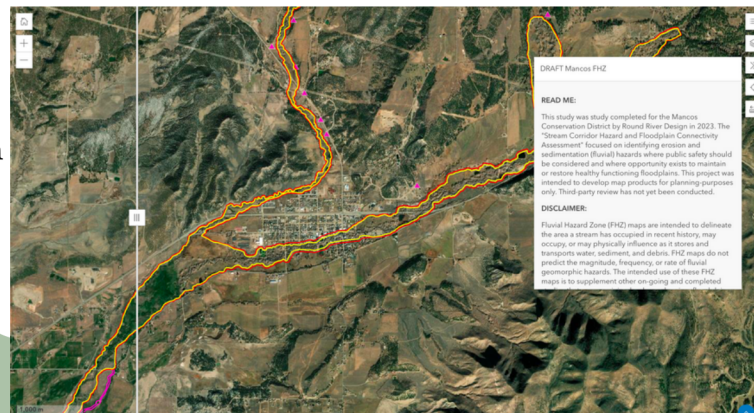 DRAFT Mancos FHZ
READ ME:
This study was study completed for the Mancos
Conservation District by Round River Design in 2023. The
"Stream Corridor Hazard and Floodplain Connectivity
Assessment" focused on identifying erosion and
sedimentation (fluvial) hazards where public safety should
be considered and where opportunity exists to maintain
or restore healthy functioning floodplains. This project was
intended to develop map products for planning-purposes
only. Third-party review has not yet been conducted.
DISCLAIMER:
Fluvial Hazard Zone (FHZ) maps are intended to delineate
the area a stream has occupied in recent history, may
occupy, or may physically influence as it stores and
transports water, sediment, and debris. FHZ maps do not
predict the magnitude, frequency, or rate of fluvial
geomorphic hazards. The intended use of these FHZ
maps is to supplement other on-going and completed
1,000 m